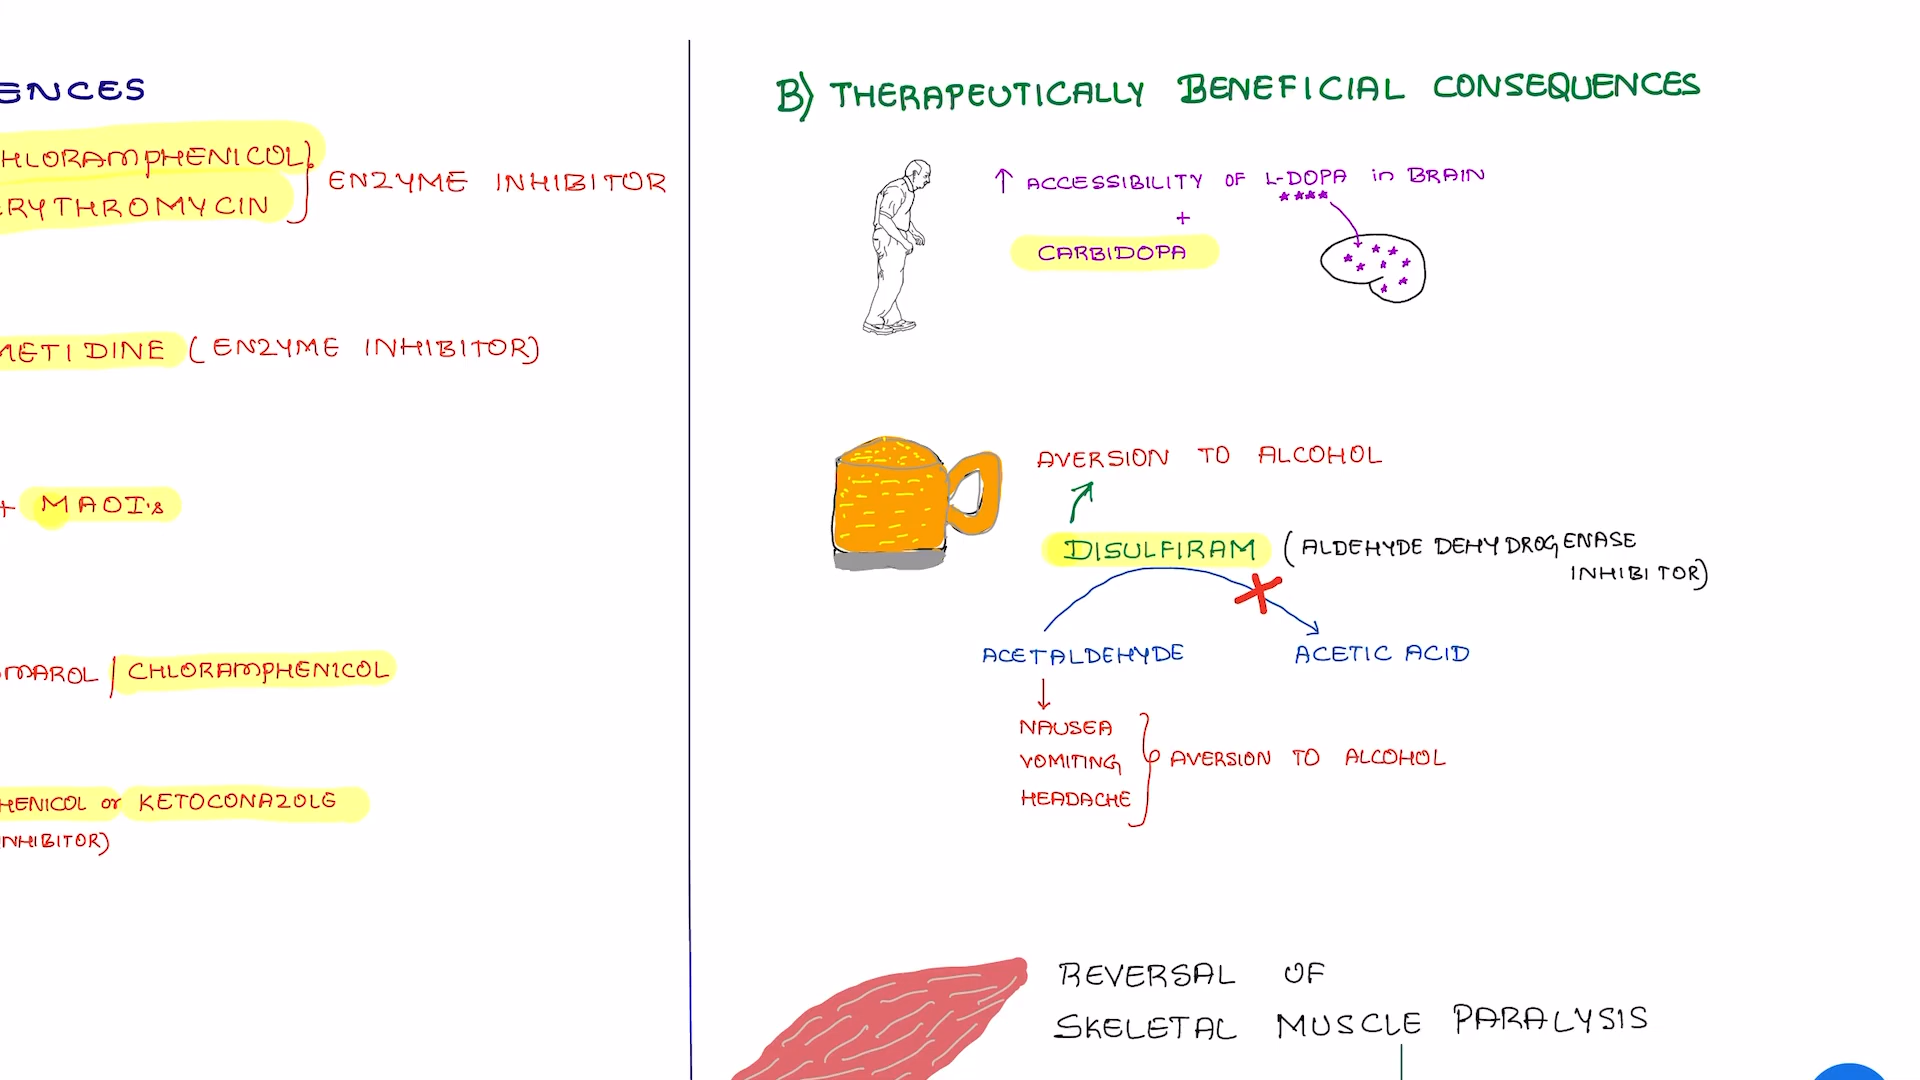 ENCES
HLORAMPHENICOL
ERYTHROMYCIN
ENZYME INHIBITOR
METIDINE (ENZYME INHIBITOR)
+ MAOI's
MAROL / CHLORAMPHENICOL
HENICOL or KETOCONAZOLE
INHIBITOR)
B) THERAPEUTICALLY BENEFICIAL CONSEQUENCES
↑ ACCESSIBILITY OF L-DOPA in BRAIN
+
CARBIDOPA
AVERSION TO ALCOHOL
DISULFIRAM (ALDEHYDE DEHYDROGENASE
INHIBITOR)
ACETALDEHYDE ACETIC ACID
NAUSEA
VOMITING
HEADACHE
AVERSION TO ALCOHOL
REVERSAL OF
SKELETAL MUSCLE PARALYSIS